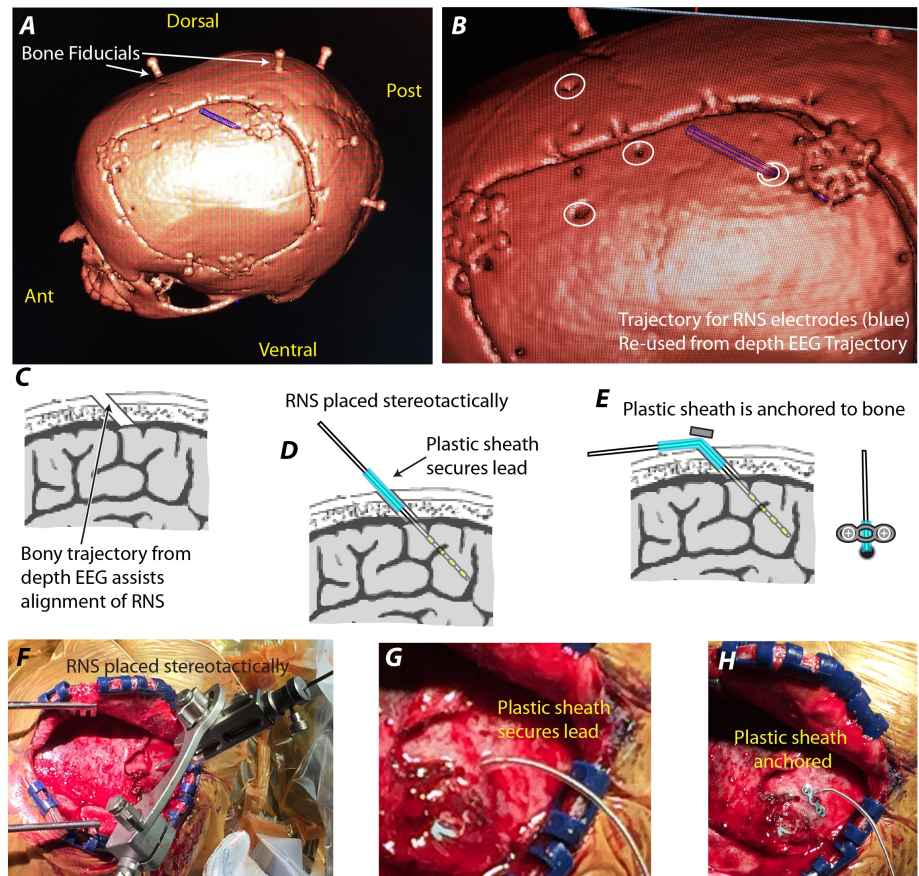 A
Dorsal
Bone Fiducials
Post
Ant
Ventral
B
Trajectory for RNS electrodes (blue)
Re-used from depth EEG Trajectory
C
Bony trajectory from
depth EEG assists
alignment of RNS
RNS placed stereotactically
D
Plastic sheath
secures lead
E
Plastic sheath is anchored to bone
F
RNS placed stereotactically
G
Plastic sheath
secures lead
H
Plastic sheath
anchored